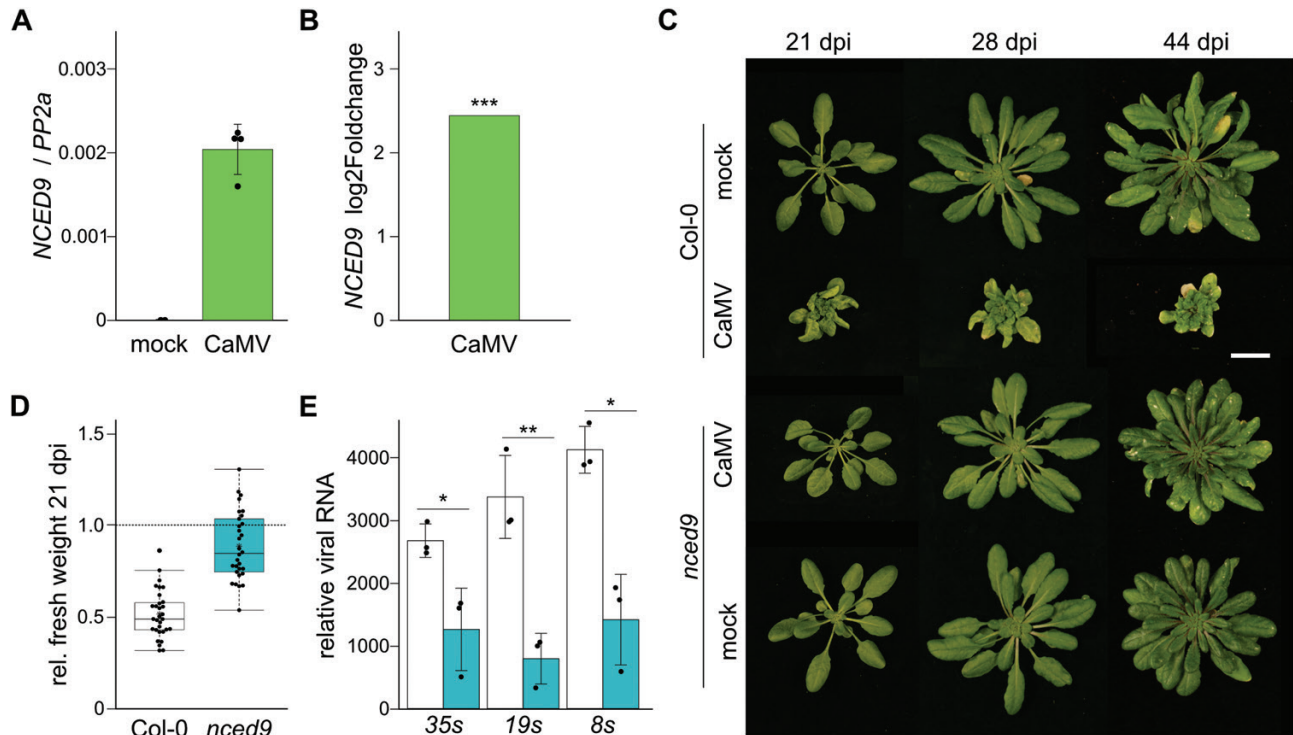 A
0.003
0.002
0.001
0
NCED9 / PP2a
mock CaMV
B
3
2
1
0
NCED9 log2Foldchange
***
CaMV
C
21 dpi 28 dpi 44 dpi
Col-0
mock
CaMV
nced9
CaMV
mock
D
1.5
1.0
0.5
0
rel. fresh weight 21 dpi
Col-0 nced9
E
4000
3000
2000
1000
0
relative viral RNA
*
**
*
35s 19s 8s